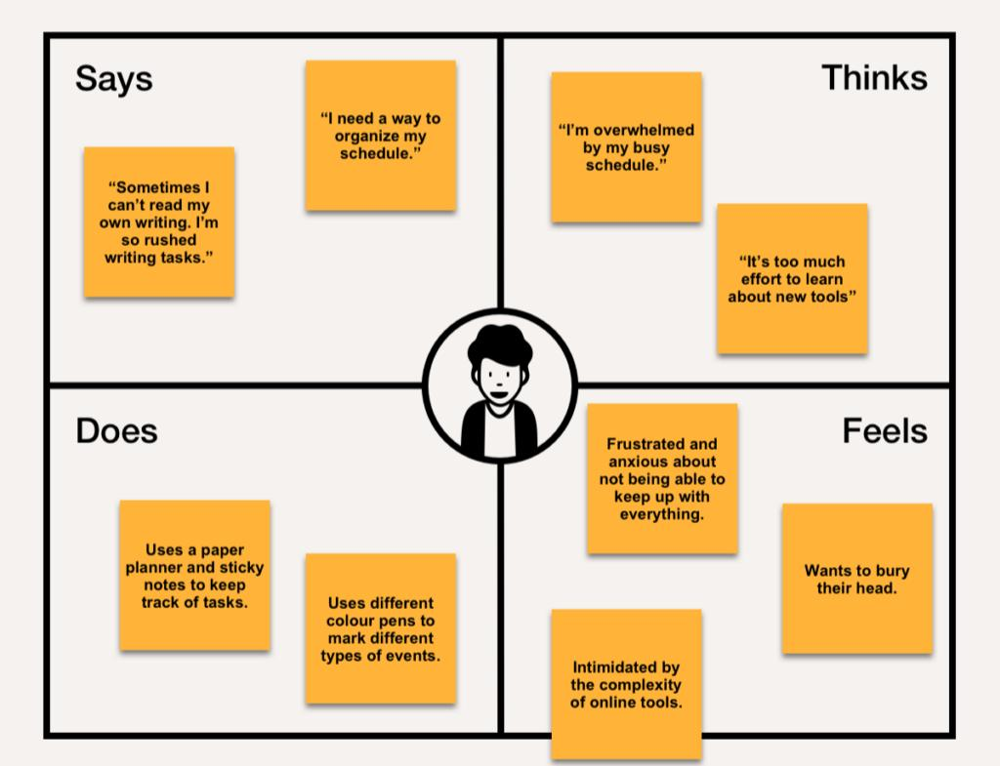 Says
“Sometimes I
can’t read my
own writing. I’m
so rushed
writing tasks.”
“I need a way to
organize my
schedule.”
Thinks
“I’m overwhelmed
by my busy
schedule.”
“It’s too much
effort to learn
about new tools”
Does
Uses a paper
planner and sticky
notes to keep
track of tasks.
Uses different
colour pens to
mark different
types of events.
Feels
Frustrated and
anxious about
not being able to
keep up with
everything.
Wants to bury
their head.
Intimidated by
the complexity
of online tools.